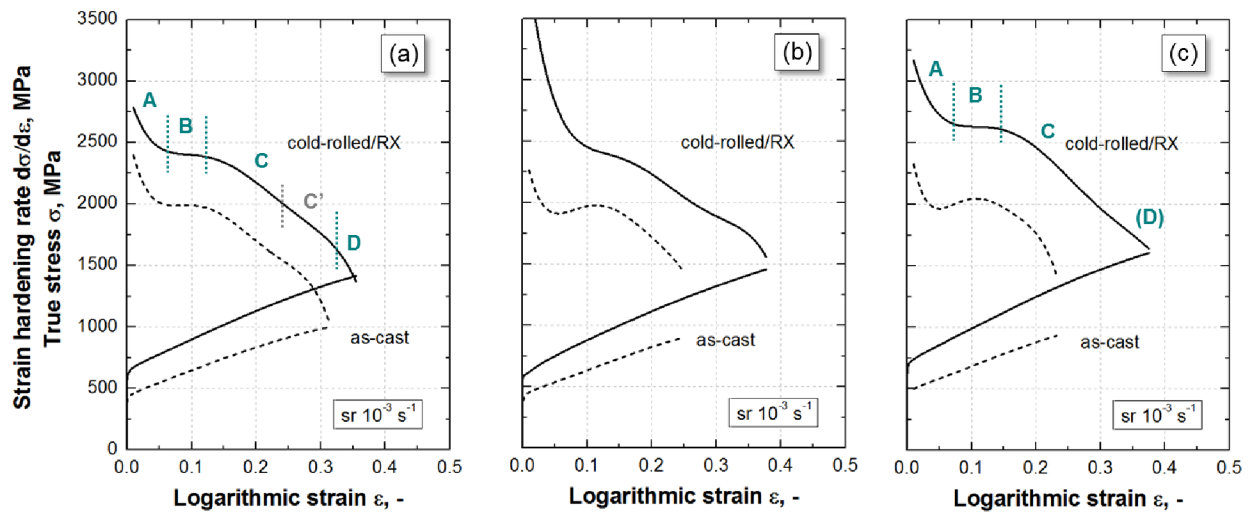 Strain hardening rate dσ/dε, MPa
True stress σ, MPa
3500
3000
2500
2000
1500
1000
500
0
(a)
A
B
cold-rolled/RX
C
C'
D
as-cast
sr 10⁻³ s⁻¹
0.0 0.1 0.2 0.3 0.4 0.5
Logarithmic strain ε, -
(b)
cold-rolled/RX
as-cast
sr 10⁻³ s⁻¹
0.0 0.1 0.2 0.3 0.4 0.5
Logarithmic strain ε, -
(c)
A
B
C
cold-rolled/RX
(D)
as-cast
sr 10⁻³ s⁻¹
0.0 0.1 0.2 0.3 0.4 0.5
Logarithmic strain ε, -